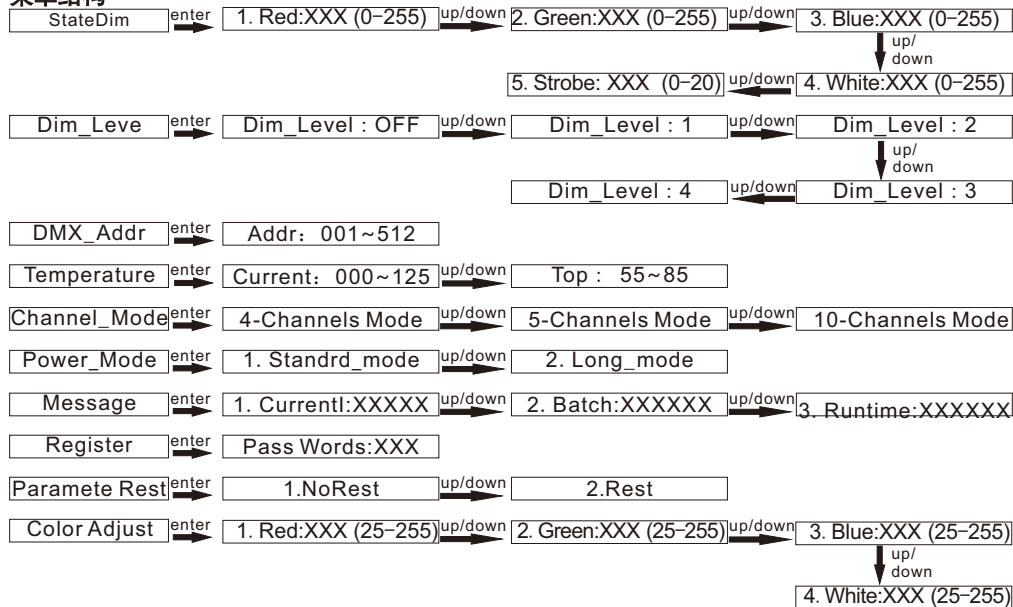 菜单结构
StateDim enter 1. Red:XXX (0-255) up/down 2. Green:XXX (0-255) up/down 3. Blue:XXX (0-255)
up/
down
5. Strobe: XXX (0-20) up/down 4. White:XXX (0-255)
Dim_Leve enter Dim_Level : OFF up/down Dim_Level : 1 up/down Dim_Level : 2
up/
down
Dim_Level : 4 up/down Dim_Level : 3
DMX_Addr enter Addr： 001~512
Temperature enter Current： 000~125 up/down Top : 55~85
Channel_Mode enter 4-Channels Mode up/down 5-Channels Mode up/down 10-Channels Mode
Power_Mode enter 1. Standrd_mode up/down 2. Long_mode
Message enter 1. CurrentI:XXXXX up/down 2. Batch:XXXXXX up/down 3. Runtime:XXXXXX
Register enter Pass Words:XXX
Paramete Rest enter 1.NoRest up/down 2.Rest
Color Adjust enter 1. Red:XXX (25-255) up/down 2. Green:XXX (25-255) up/down 3. Blue:XXX (25-255)
up/
down
4. White:XXX (25-255)